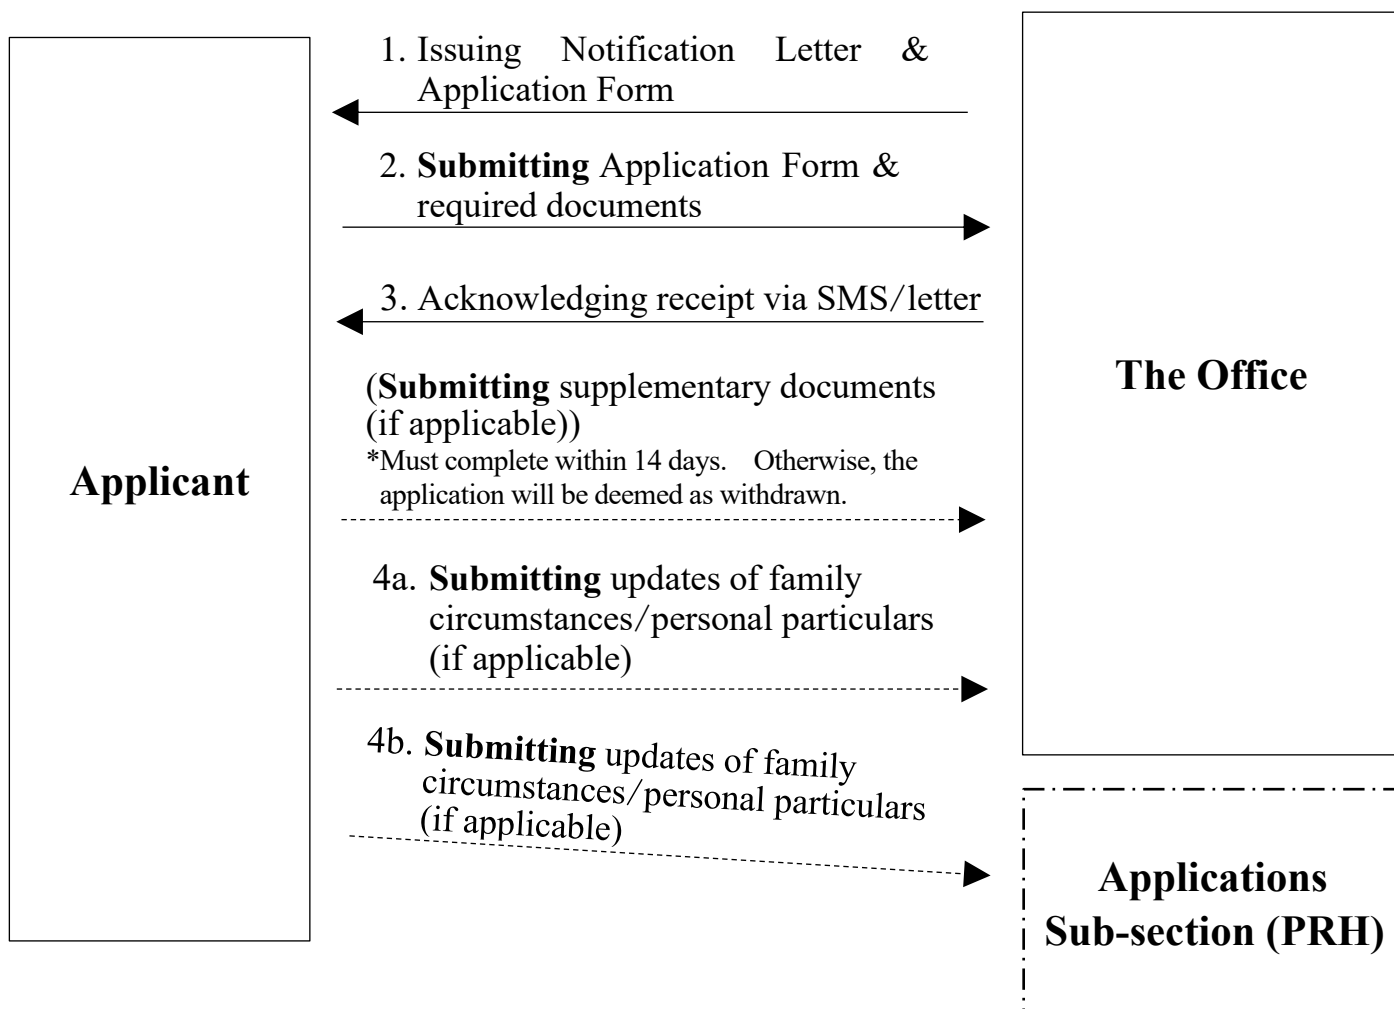 1. Issuing Notification Letter &
Application Form
2. Submitting Application Form &
required documents
3. Acknowledging receipt via SMS/letter
(Submitting supplementary documents
(if applicable))
*Must complete within 14 days. Otherwise, the
application will be deemed as withdrawn.
4a. Submitting updates of family
circumstances/personal particulars
(if applicable)
4b. Submitting updates of family
circumstances/personal particulars
(if applicable)
Applicant
The Office
Applications
Sub-section (PRH)